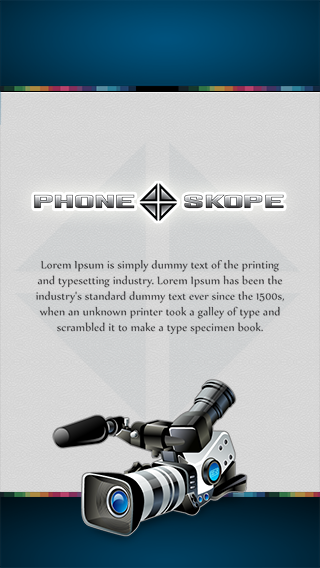 PHONE SKOPE
Lorem Ipsum is simply dummy text of the printing
and typesetting industry. Lorem Ipsum has been the
industry's standard dummy text ever since the 1500s,
when an unknown printer took a galley of type and
scrambled it to make a type specimen book.